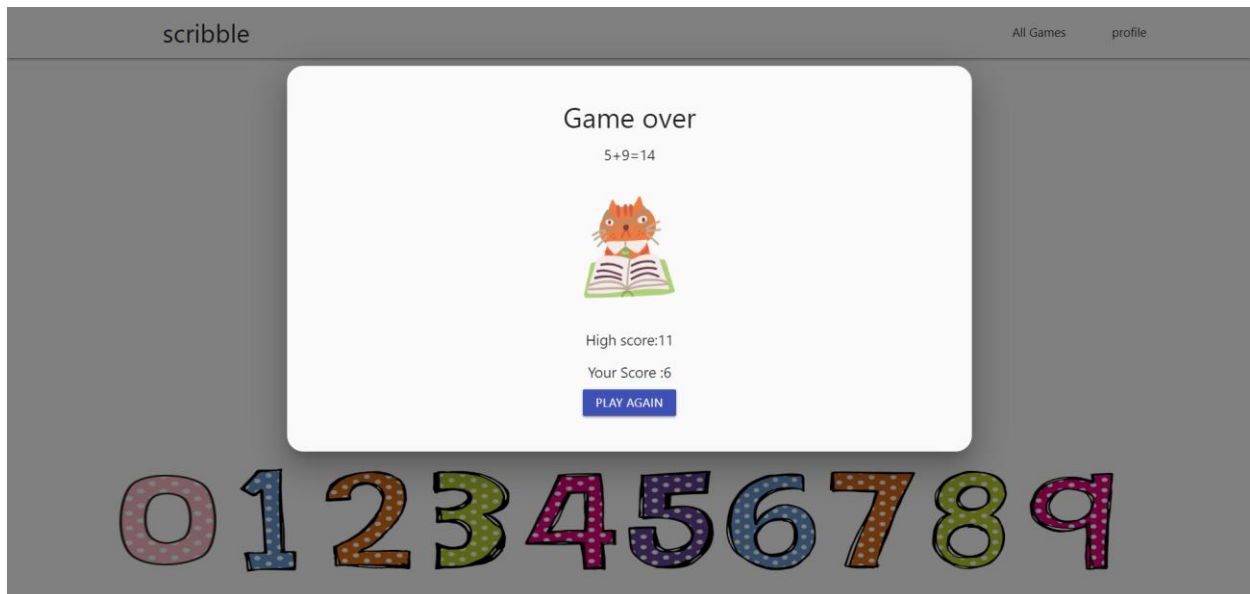 scribble
All Games profile
Game over
5+9=14
High score:11
Your Score :6
PLAY AGAIN
0123456789